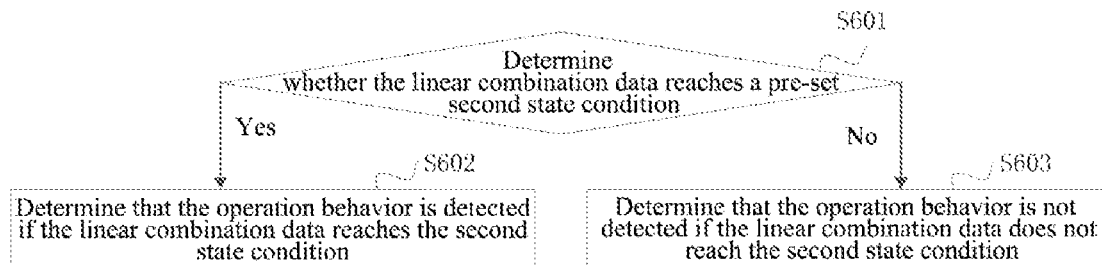 S601
Determine
whether the linear combination data reaches a pre-set
second state condition
Yes
No
S602
S603
Determine that the operation behavior is detected
if the linear combination data reaches the second
state condition
Determine that the operation behavior is not
detected if the linear combination data does not
reach the second state condition